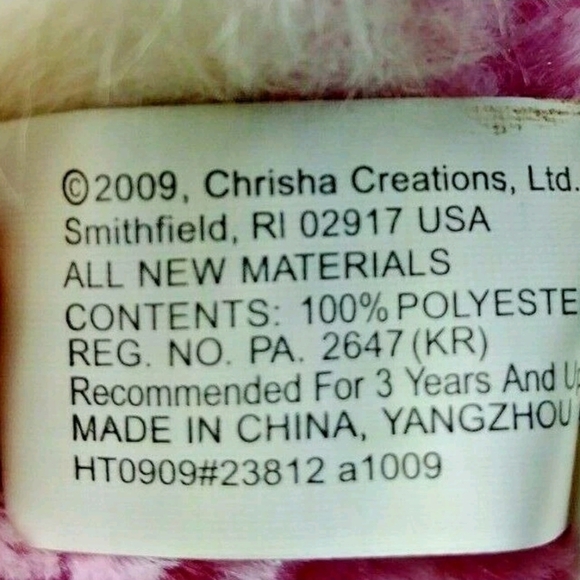 ©2009, Chrisha Creations, Ltd.
Smithfield, RI 02917 USA
ALL NEW MATERIALS
CONTENTS: 100% POLYESTE
REG. NO. PA. 2647 (KR)
Recommended For 3 Years And Up
MADE IN CHINA, YANGZHOU
HT0909#23812 a1009